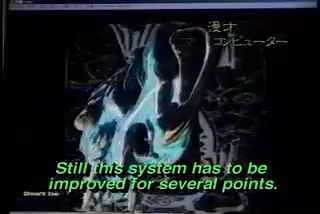 漫才
コンピューター
Still this system has to be
improved for several points.